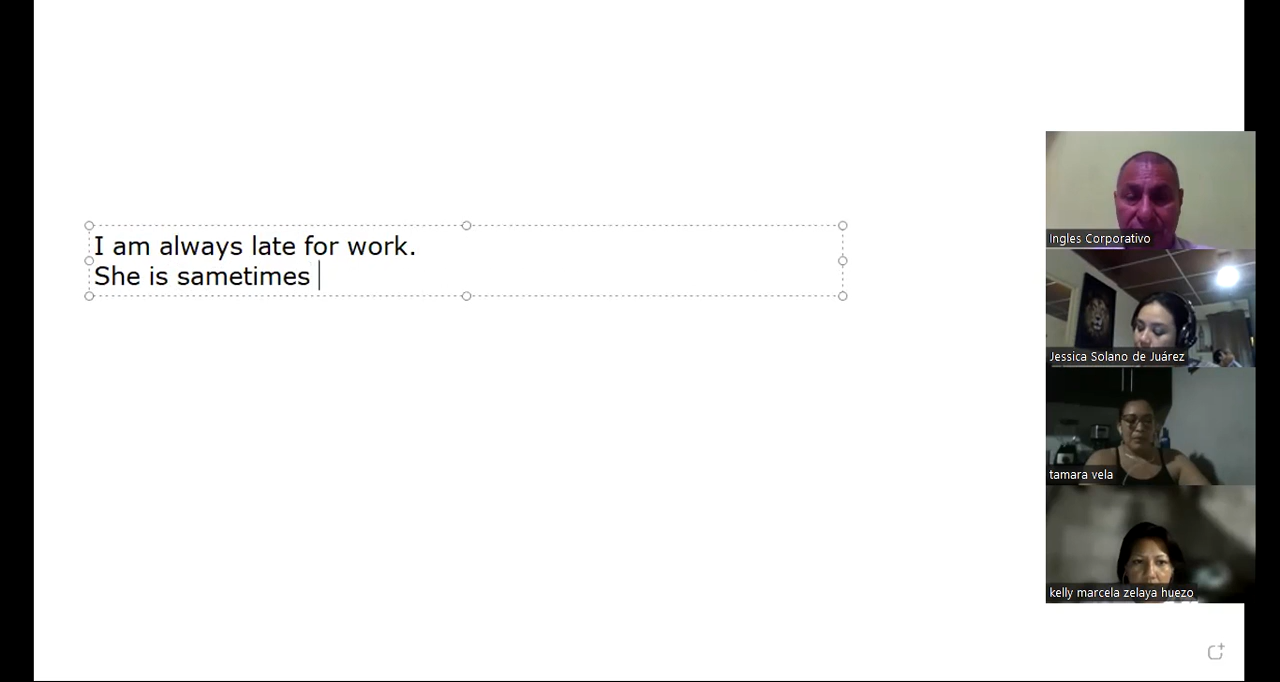 I am always late for work.
She is sametimes
Ingles Corporativo
Jessica Solano de Juárez
tamara vela
kelly marcela zelaya huezo